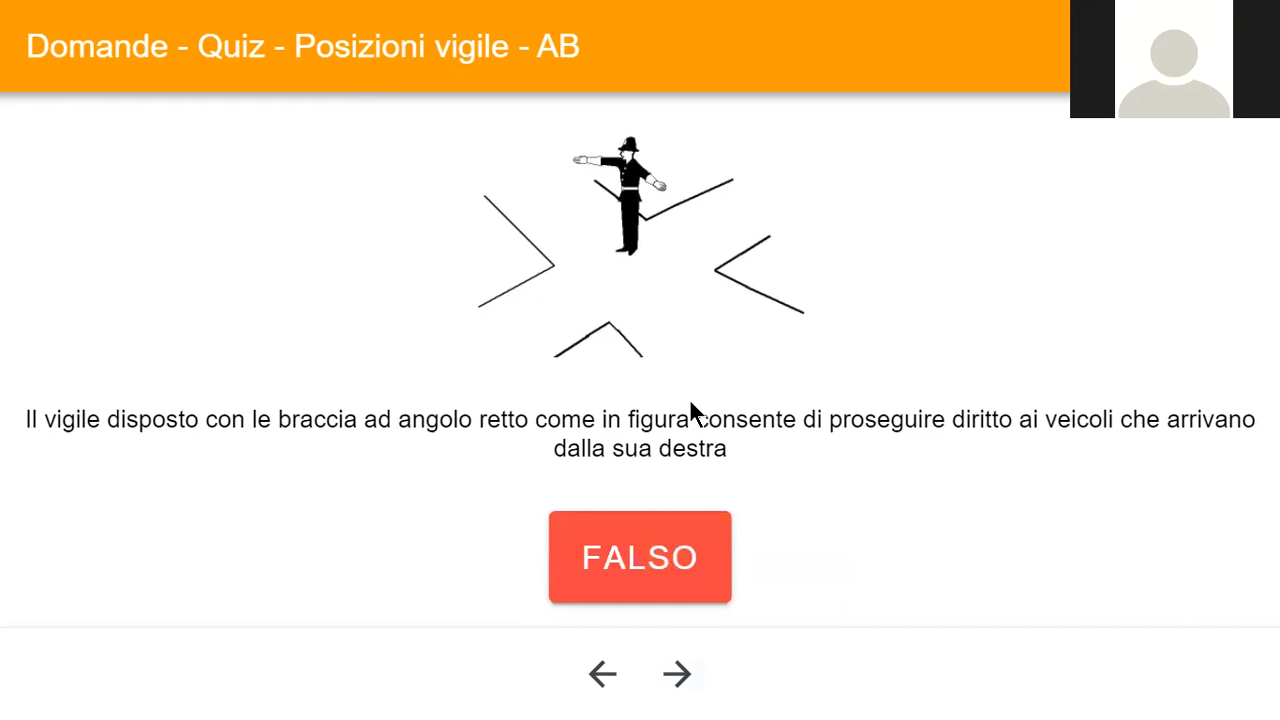 Domande - Quiz - Posizioni vigile - AB
Il vigile disposto con le braccia ad angolo retto come in figura consente di proseguire diritto ai veicoli che arrivano
dalla sua destra
FALSO